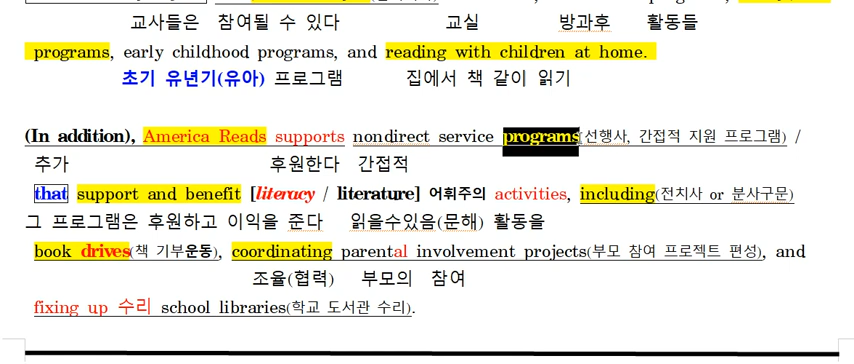 교사들은 참여될 수 있다 교실 방과후 활동들
programs, early childhood programs, and reading with children at home.
초기 유년기(유아) 프로그램 집에서 책 같이 읽기
(In addition), America Reads supports nondirect service programs(선행사, 간접적 지원 프로그램) /
추가 후원한다 간접적
that support and benefit [literacy / literature] 어휘주의 activities, including(전치사 or 분사구문)
그 프로그램은 후원하고 이익을 준다 읽을수있음(문해) 활동을
book drives(책 기부운동), coordinating parental involvement projects(부모 참여 프로젝트 편성), and
조율(협력) 부모의 참여
fixing up 수리 school libraries(학교 도서관 수리).